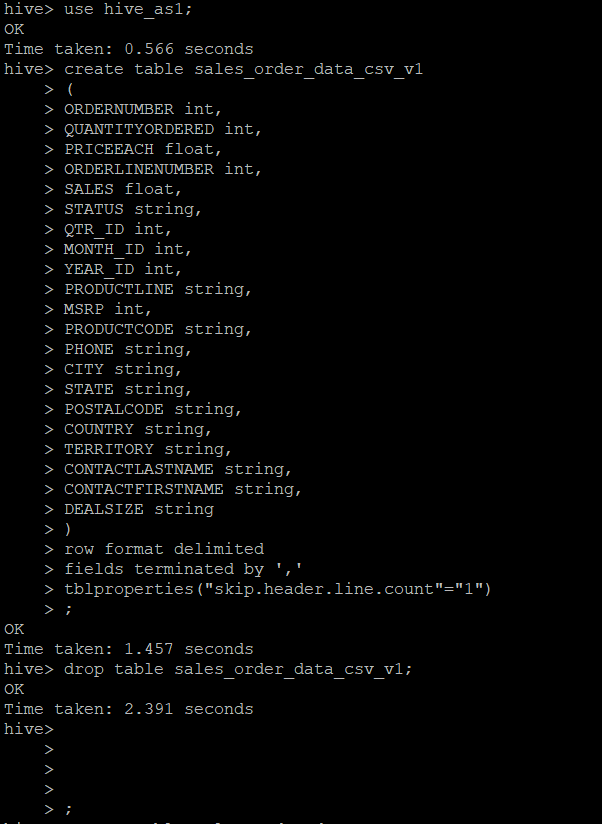 hive> use hive_as1;
OK
Time taken: 0.566 seconds
hive> create table sales_order_data_csv_v1
    > (
    > ORDERNUMBER int,
    > QUANTITYORDERED int,
    > PRICEEACH float,
    > ORDERLINENUMBER int,
    > SALES float,
    > STATUS string,
    > QTR_ID int,
    > MONTH_ID int,
    > YEAR_ID int,
    > PRODUCTLINE string,
    > MSRP int,
    > PRODUCTCODE string,
    > PHONE string,
    > CITY string,
    > STATE string,
    > POSTALCODE string,
    > COUNTRY string,
    > TERRITORY string,
    > CONTACTLASTNAME string,
    > CONTACTFIRSTNAME string,
    > DEALSIZE string
    > )
    > row format delimited
    > fields terminated by ','
    > tblproperties("skip.header.line.count"="1")
    > ;
OK
Time taken: 1.457 seconds
hive> drop table sales_order_data_csv_v1;
OK
Time taken: 2.391 seconds
hive>
    >
    >
    >
    > ;